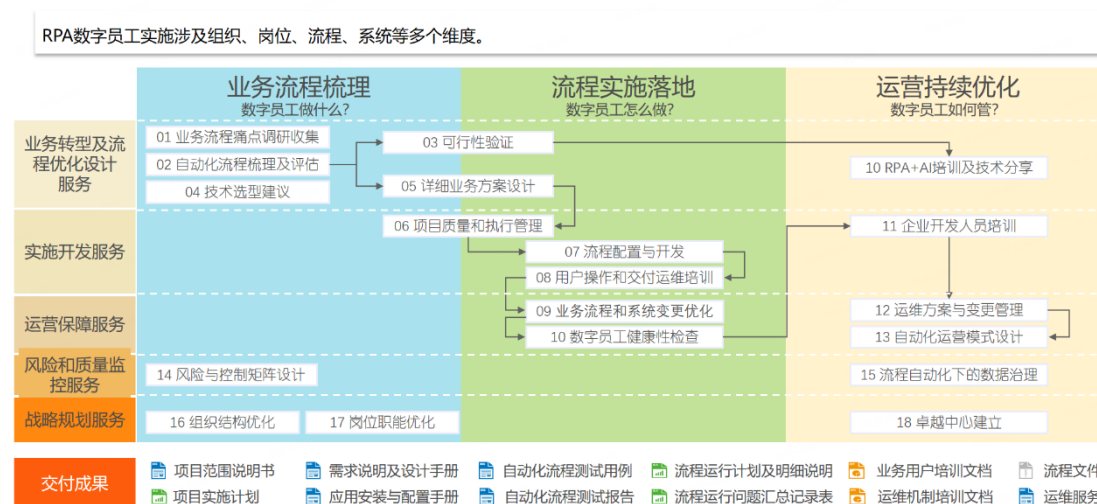 RPA数字员工实施涉及组织、岗位、流程、系统等多个维度。
业务流程梳理
数字员工做什么?
流程实施落地
数字员工怎么做?
运营持续优化
数字员工如何管?
业务转型及流
程优化设计
服务
01 业务流程痛点调研收集
02 自动化流程梳理及评估
04 技术选型建议
03 可行性验证
05 详细业务方案设计
10 RPA+AI培训及技术分享
实施开发服务
06 项目质量和执行管理
07 流程配置与开发
08 用户操作和交付运维培训
11 企业开发人员培训
运营保障服务
09 业务流程和系统变更优化
10 数字员工健康性检查
12 运维方案与变更管理
13 自动化运营模式设计
风险和质量监
控服务
14 风险与控制矩阵设计
15 流程自动化下的数据治理
战略规划服务
16 组织结构优化
17 岗位职能优化
18 卓越中心建立
交付成果
项目范围说明书
需求说明及设计手册
自动化流程测试用例
流程运行计划及明细说明
业务用户培训文档
流程文件
项目实施计划
应用安装与配置手册
自动化流程测试报告
流程运行问题汇总记录表
运维机制培训文档
运维服务